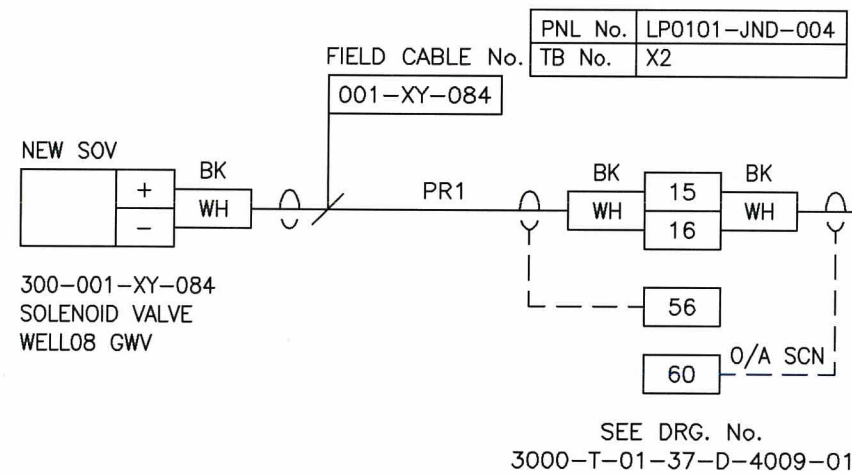 PNL No. LP0101-JND-004
FIELD CABLE No. TB No. X2
001-XY-084
NEW SOV
BK BK BK
+ PR1 15
WH WH WH
- 16
300-001-XY-084
SOLENOID VALVE
WELL08 GWV
56
60 O/A SCN
SEE DRG. No.
3000-T-01-37-D-4009-01